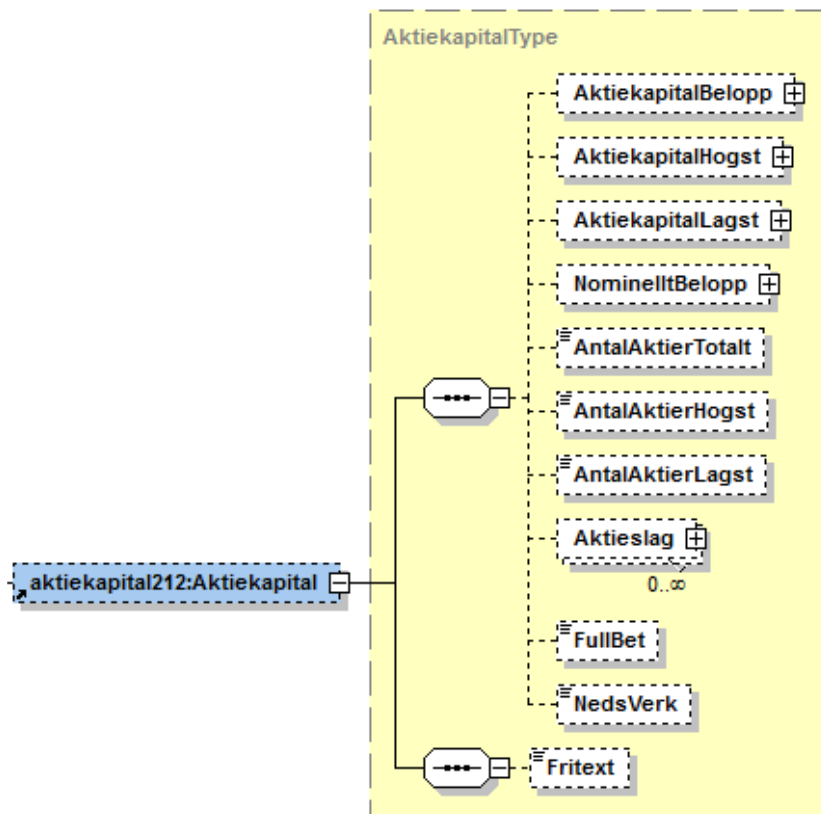 AktiekapitalType
AktiekapitalBelopp
AktiekapitalHogst
AktiekapitalLagst
NominelltBelopp
AntalAktierTotalt
AntalAktierHogst
AntalAktierLagst
Aktieslag
0..∞
aktiekapital212:Aktiekapital
FullBet
NedsVerk
Fritext